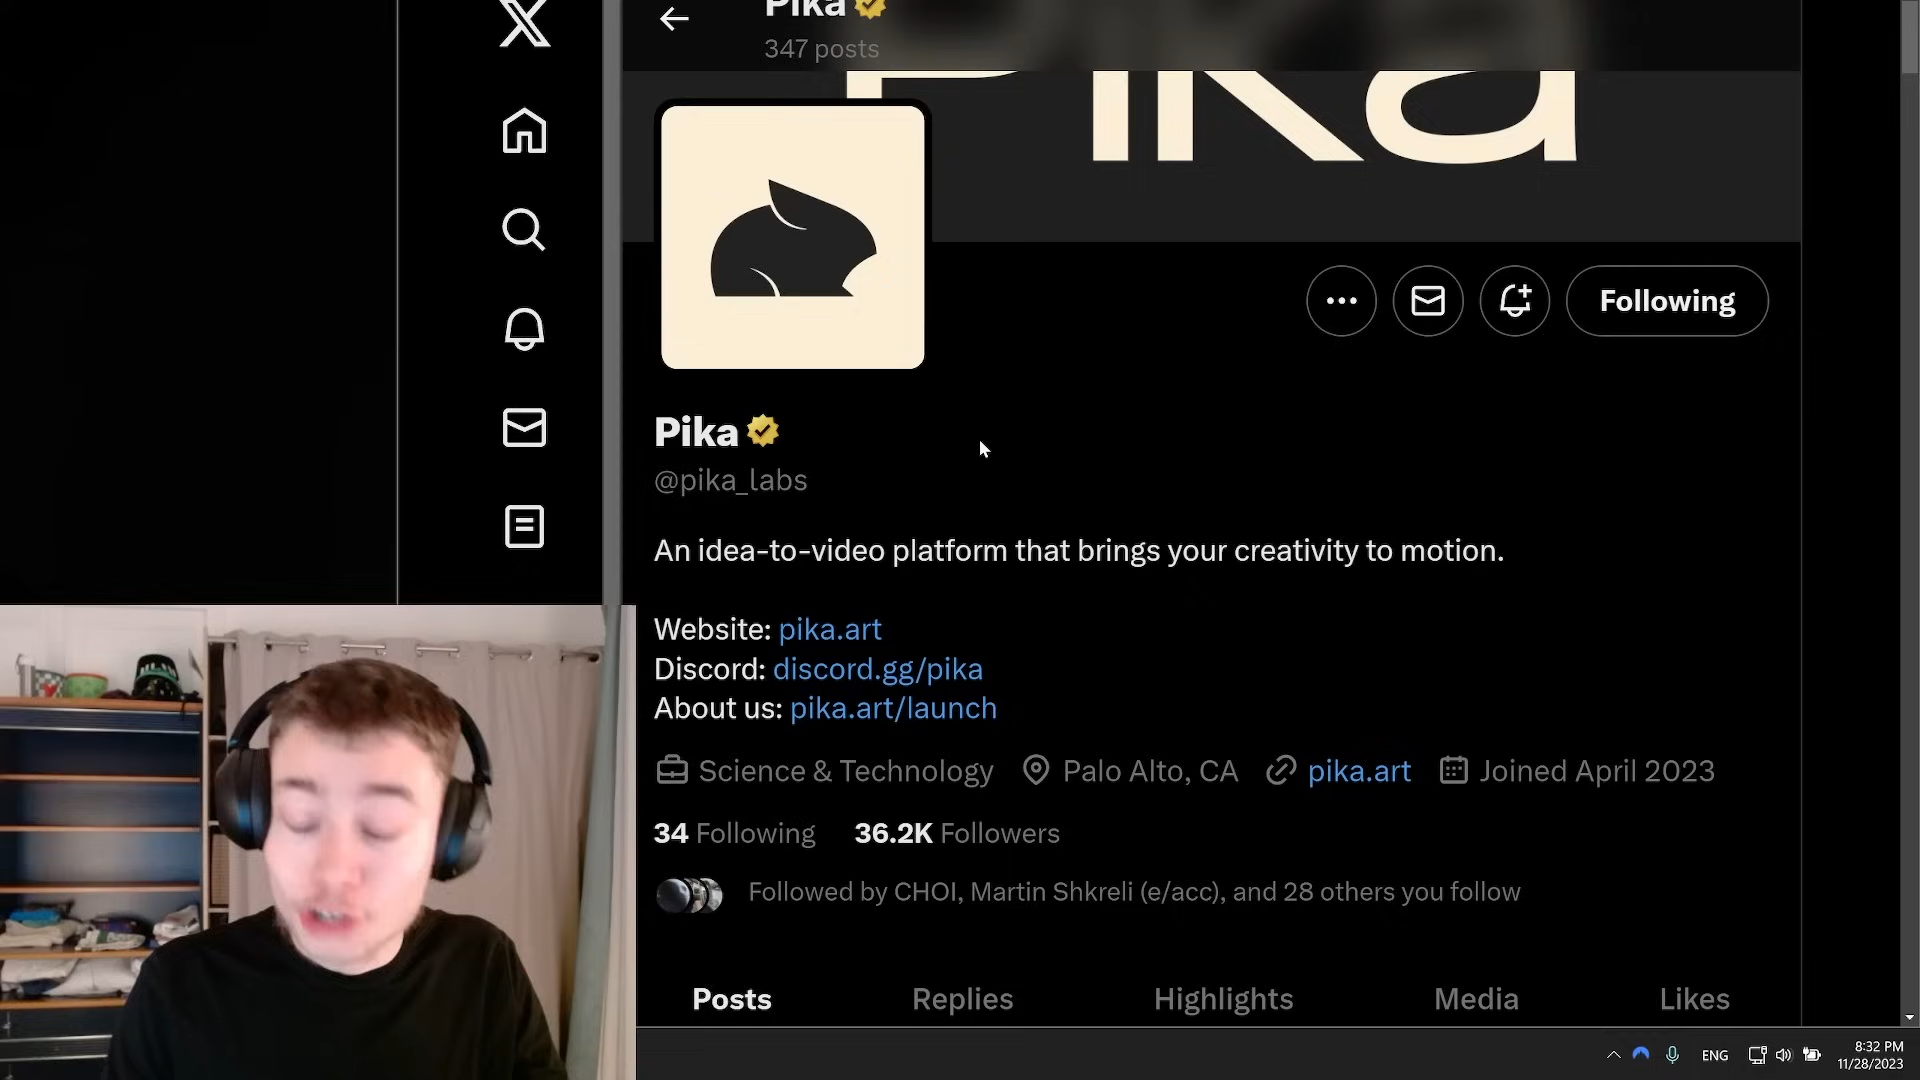 Pika
347 posts
Pika
Following
Pika
@pika_labs
An idea-to-video platform that brings your creativity to motion.
Website: pika.art
Discord: discord.gg/pika
About us: pika.art/launch
Science & Technology Palo Alto, CA pika.art Joined April 2023
34 Following 36.2K Followers
Followed by CHOI, Martin Shkreli (e/acc), and 28 others you follow
Posts Replies Highlights Media Likes
ENG
8:32 PM
11/28/2023